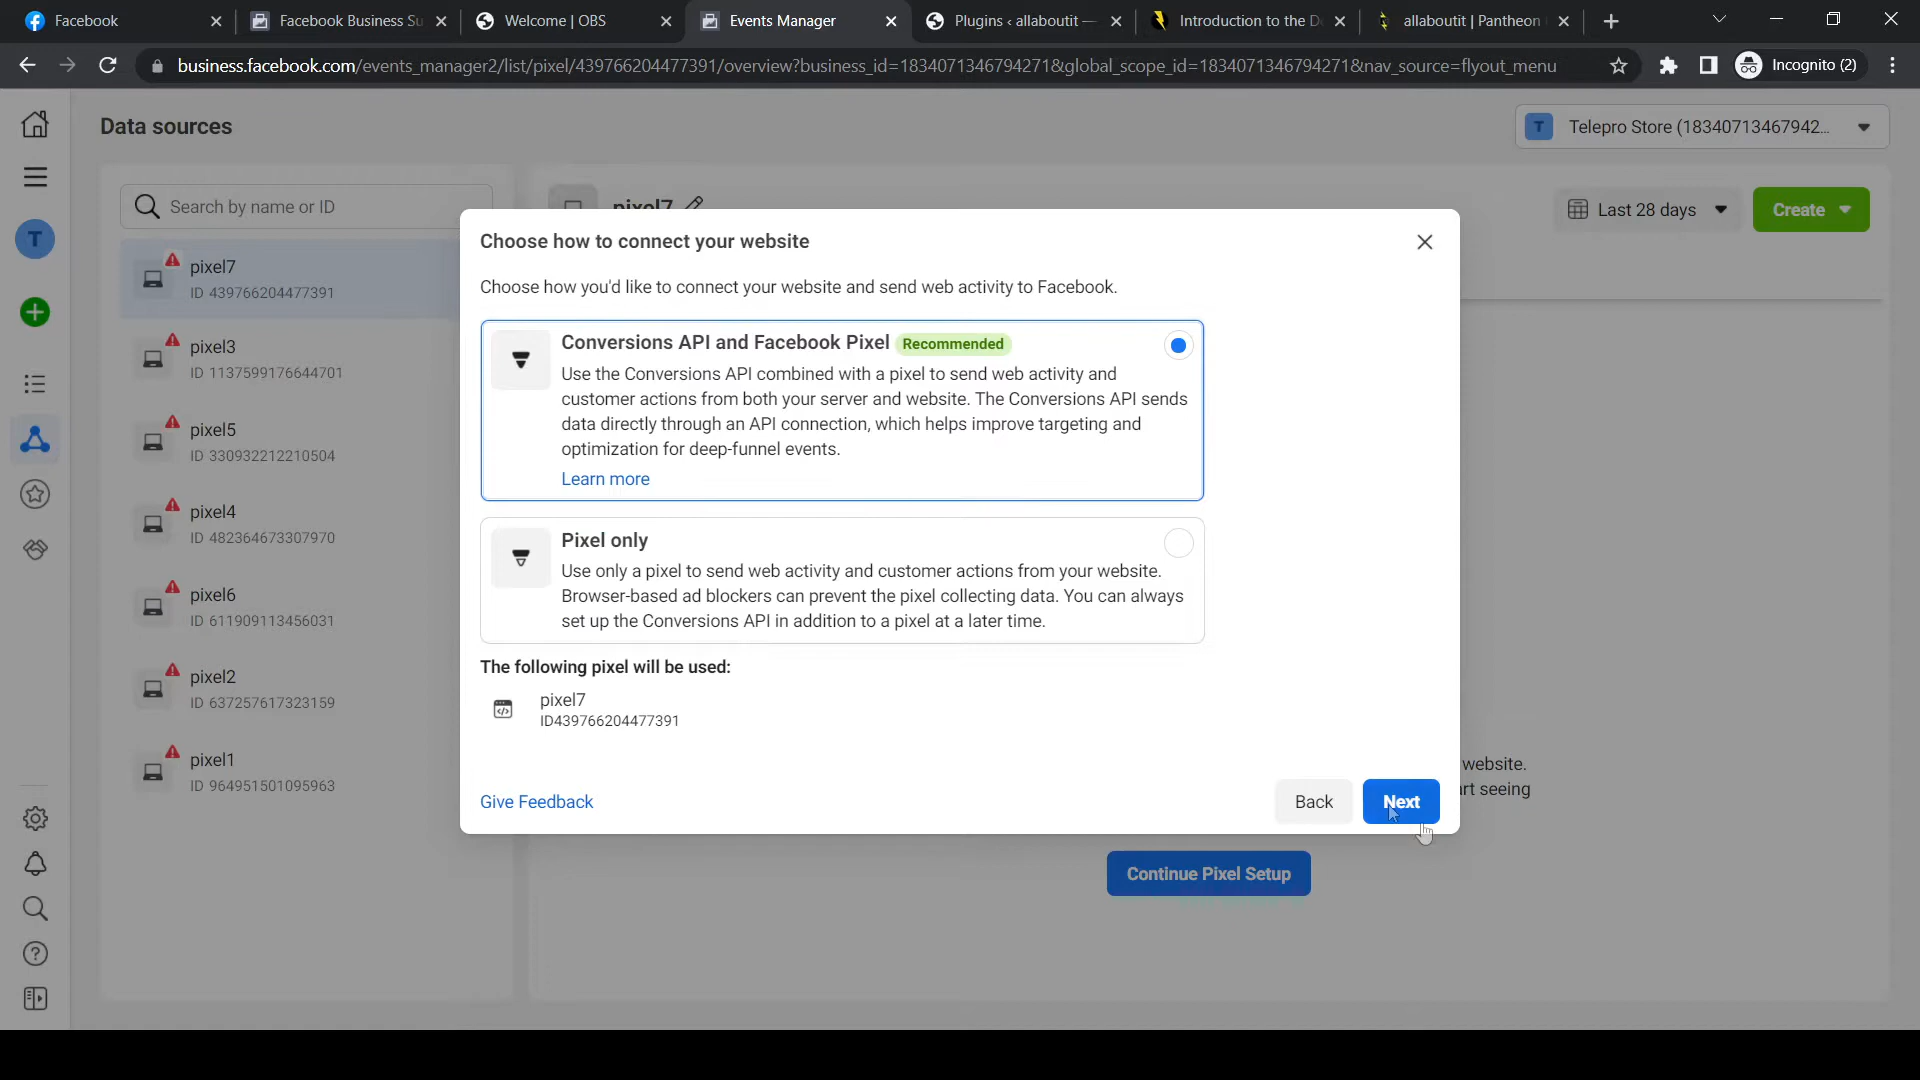 Facebook
Facebook Business Su
Welcome | OBS
Events Manager
Plugins ‹ allaboutit —
Introduction to the D
allaboutit | Pantheon
business.facebook.com/events_manager2/list/pixel/439766204477391/overview?business_id=1834071346794271&global_scope_id=1834071346794271&nav_source=flyout_menu
Incognito (2)
Data sources
T
Telepro Store (18340713467942...
Search by name or ID
pixel7
Last 28 days
Create
T
pixel7
ID 439766204477391
pixel3
ID 1137599176644701
pixel5
ID 330932212210504
pixel4
ID 482364673307970
pixel6
ID 611909113456031
pixel2
ID 637257617323159
pixel1
ID 964951501095963
Choose how to connect your website
Choose how you'd like to connect your website and send web activity to Facebook.
Conversions API and Facebook Pixel Recommended
Use the Conversions API combined with a pixel to send web activity and
customer actions from both your server and website. The Conversions API sends
data directly through an API connection, which helps improve targeting and
optimization for deep-funnel events.
Learn more
Pixel only
Use only a pixel to send web activity and customer actions from your website.
Browser-based ad blockers can prevent the pixel collecting data. You can always
set up the Conversions API in addition to a pixel at a later time.
The following pixel will be used:
pixel7
ID439766204477391
Give Feedback
Back
Next
website.
rt seeing
Continue Pixel Setup